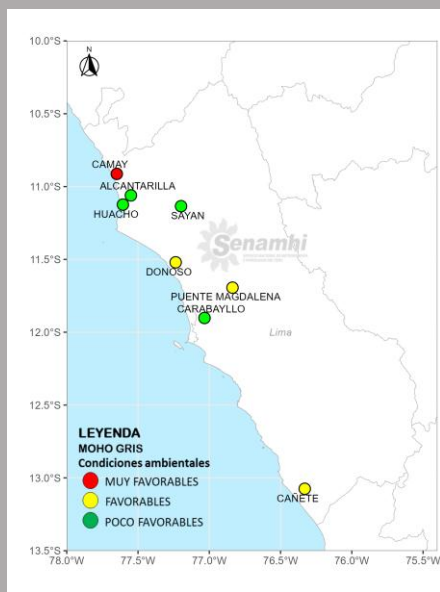 10.0°S
N
10.5°S
CAMAY
11.0°S
ALCANTARILLA
HUACHO
SAYAN
Senamhi
11.5°S
DONOSO
PUENTE MAGDALENA
CARABAYLLO
12.0°S
Lima
12.5°S
LEYENDA
MOHO GRIS
Condiciones ambientales
MUY FAVORABLES
FAVORABLES
POCO FAVORABLES
13.0°S
CAÑETE
13.5°S
78.0°W 77.5°W 77.0°W 76.5°W 76.0°W 75.5°W